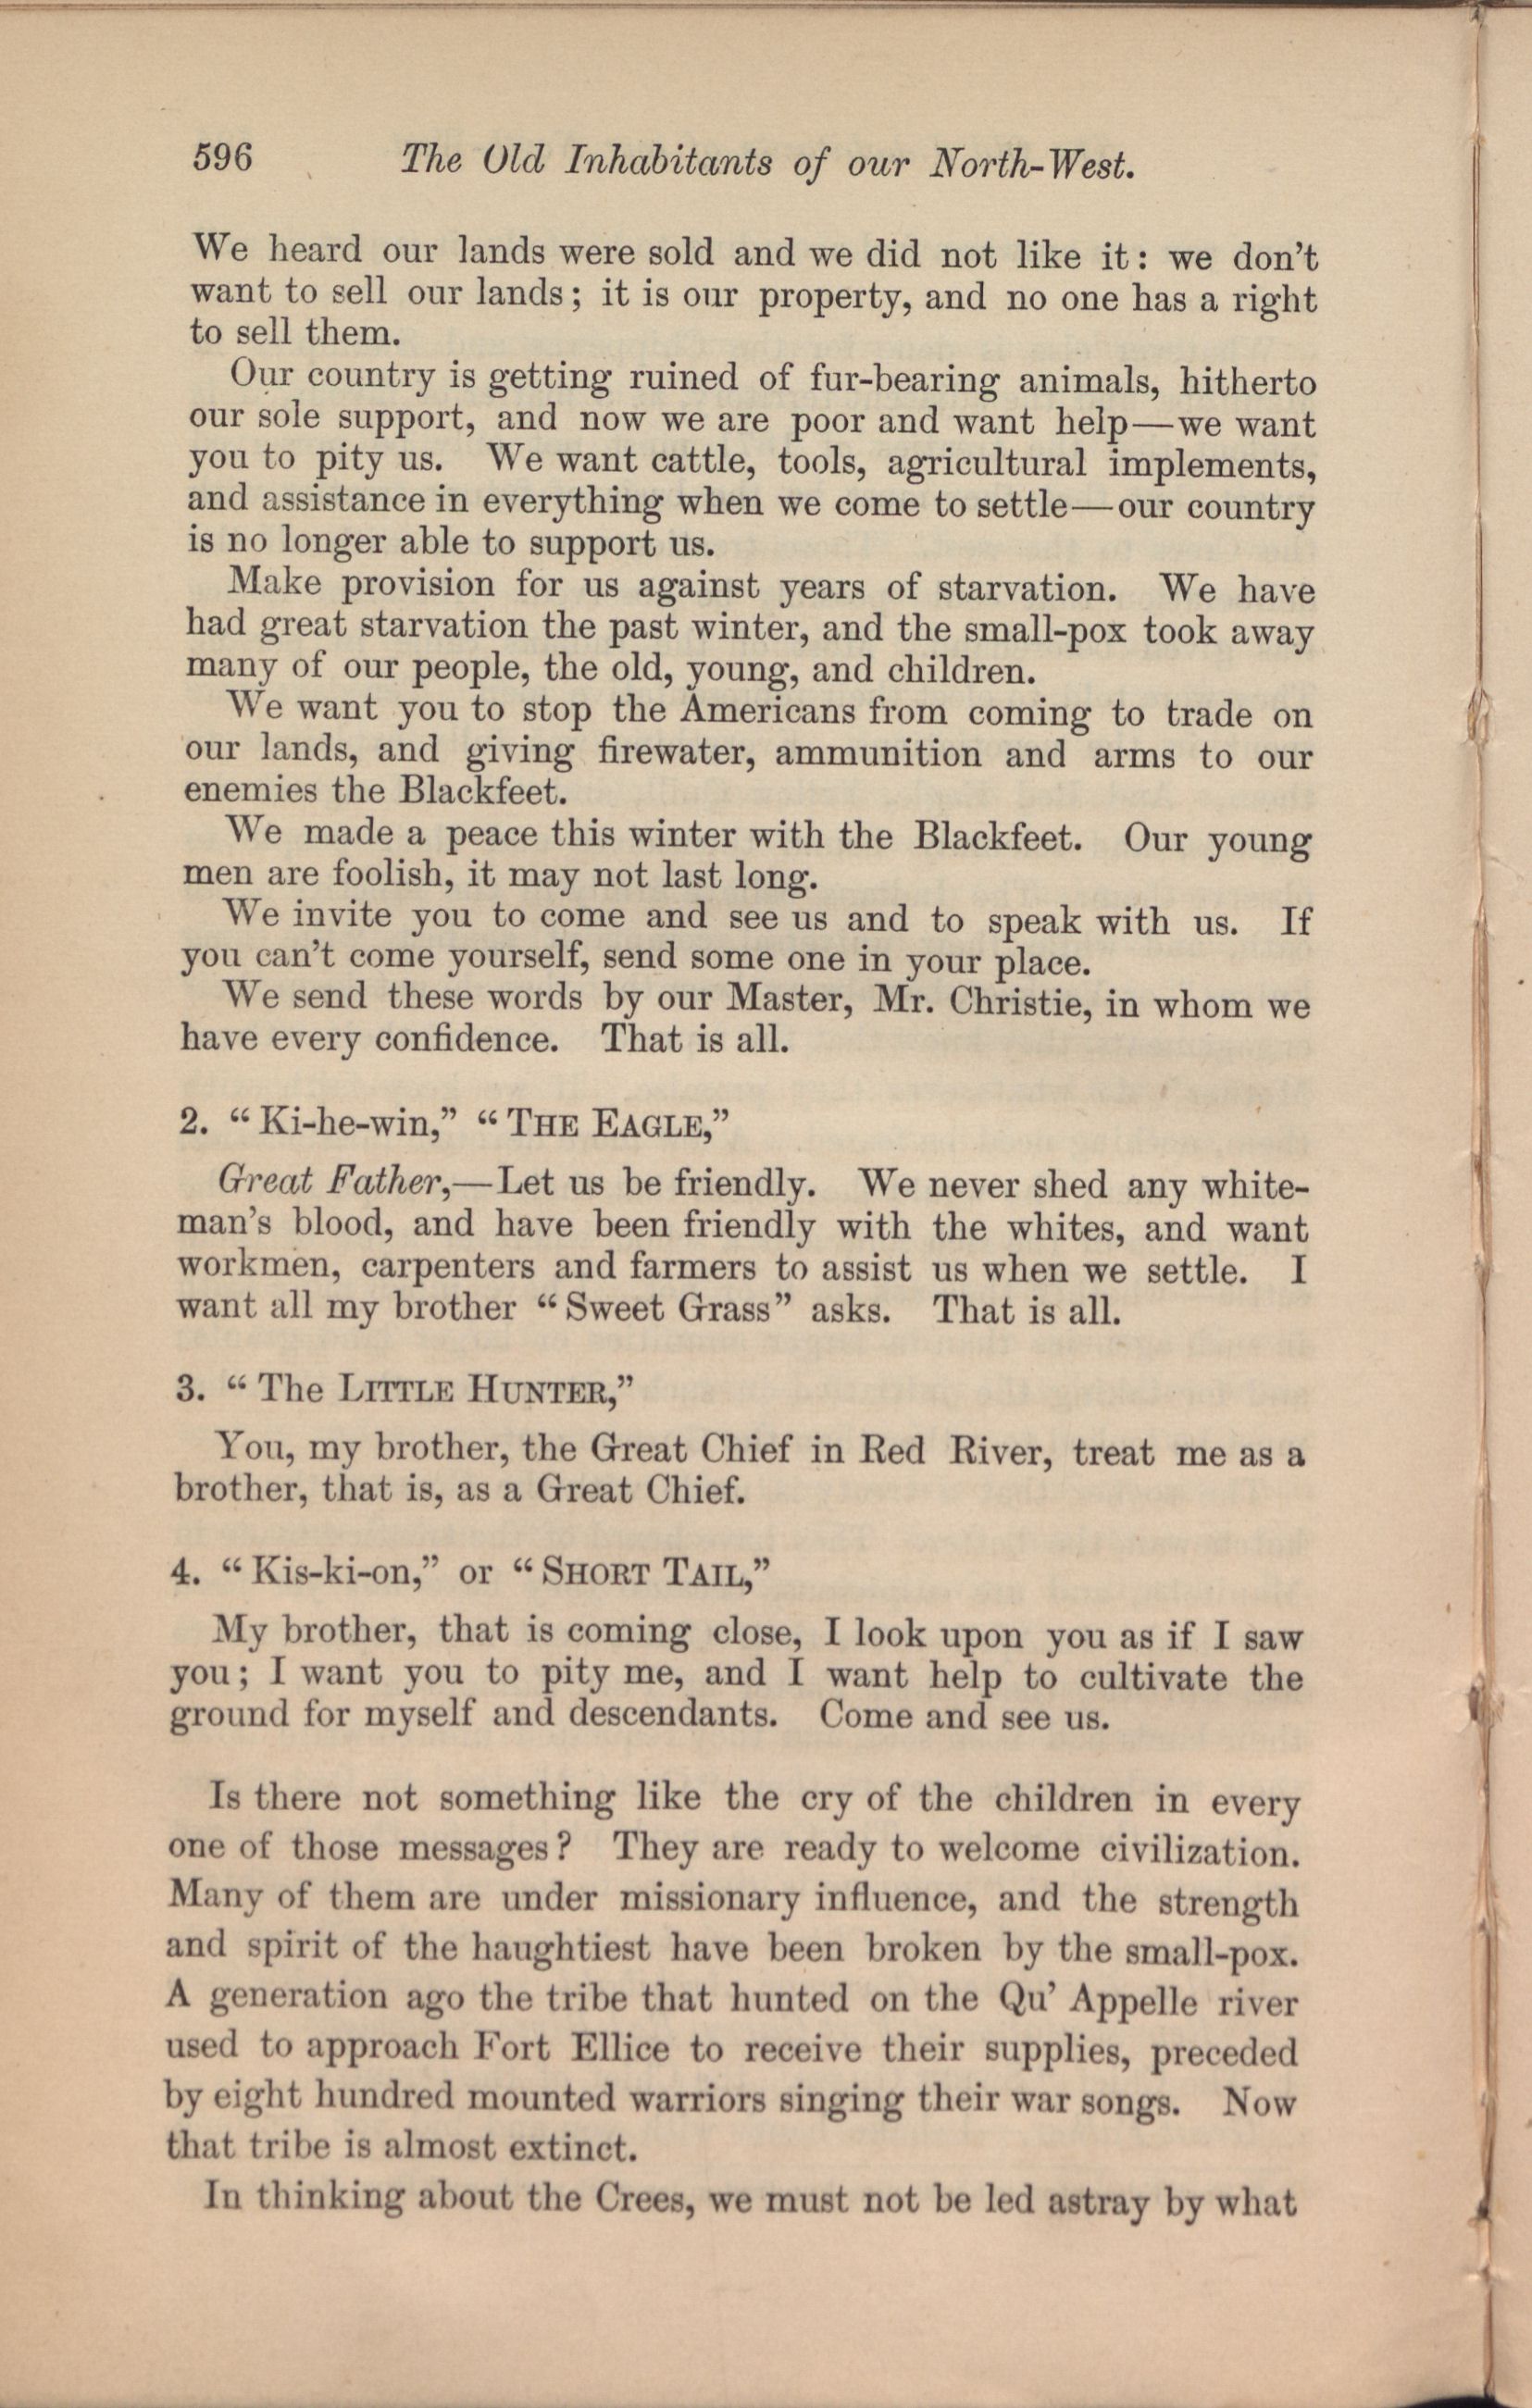 596 The Old Inhabitants of our North-West.
We heard our lands were sold and we did not like it: we don't
want to sell our lands; it is our property, and no one has a right
to sell them.
Our country is getting ruined of fur-bearing animals, hitherto
our sole support, and now we are poor and want help—we want
you to pity us. We want cattle, tools, agricultural implements,
and assistance in everything when we come to settle—our country
is no longer able to support us.
Make provision for us against years of starvation. We have
had great starvation the past winter, and the small-pox took away
many of our people, the old, young, and children.
We want you to stop the Americans from coming to trade on
our lands, and giving firewater, ammunition and arms to our
enemies the Blackfeet.
We made a peace this winter with the Blackfeet. Our young
men are foolish, it may not last long.
We invite you to come and see us and to speak with us. If
you can't come yourself, send some one in your place.
We send these words by our Master, Mr. Christie, in whom we
have every confidence. That is all.
2. “Ki-he-win,” “THE EAGLE,”
Great Father,—Let us be friendly. We never shed any white-
man's blood, and have been friendly with the whites, and want
workmen, carpenters and farmers to assist us when we settle. I
want all my brother “Sweet Grass” asks. That is all.
3. “The LITTLE HUNTER,”
You, my brother, the Great Chief in Red River, treat me as a
brother, that is, as a Great Chief.
4. “Kis-ki-on,” or “SHORT TAIL,”
My brother, that is coming close, I look upon you as if I saw
you; I want you to pity me, and I want help to cultivate the
ground for myself and descendants. Come and see us.
Is there not something like the cry of the children in every
one of those messages? They are ready to welcome civilization.
Many of them are under missionary influence, and the strength
and spirit of the haughtiest have been broken by the small-pox.
A generation ago the tribe that hunted on the Qu' Appelle river
used to approach Fort Ellice to receive their supplies, preceded
by eight hundred mounted warriors singing their war songs. Now
that tribe is almost extinct.
In thinking about the Crees, we must not be led astray by what